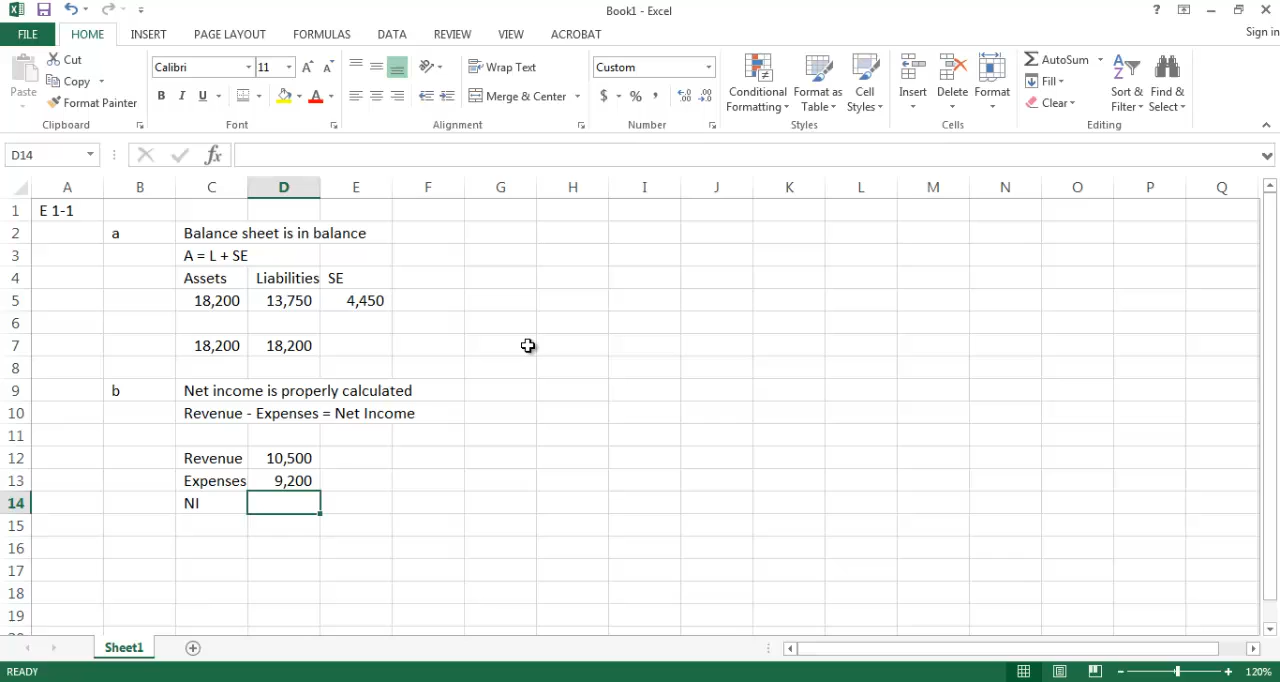 Book1 - Excel
?
Sign in
FILE HOME INSERT PAGE LAYOUT FORMULAS DATA REVIEW VIEW ACROBAT
Paste
Cut
Copy
Format Painter
Clipboard
Calibri 11
B I U
Font
Wrap Text
Merge & Center
Alignment
Custom
$ % ,
Number
Conditional Formatting
Format as Table
Cell Styles
Styles
Insert
Delete
Format
Cells
AutoSum
Fill
Clear
Sort & Filter
Find & Select
Editing
D14 fx
A B C D E F G H I J K L M N O P Q
1 E 1-1
2 a Balance sheet is in balance
3 A = L + SE
4 Assets Liabilities SE
5 18,200 13,750 4,450
6
7 18,200 18,200
8
9 b Net income is properly calculated
10 Revenue - Expenses = Net Income
11
12 Revenue 10,500
13 Expenses 9,200
14 NI
15
16
17
18
19
Sheet1
READY
120%